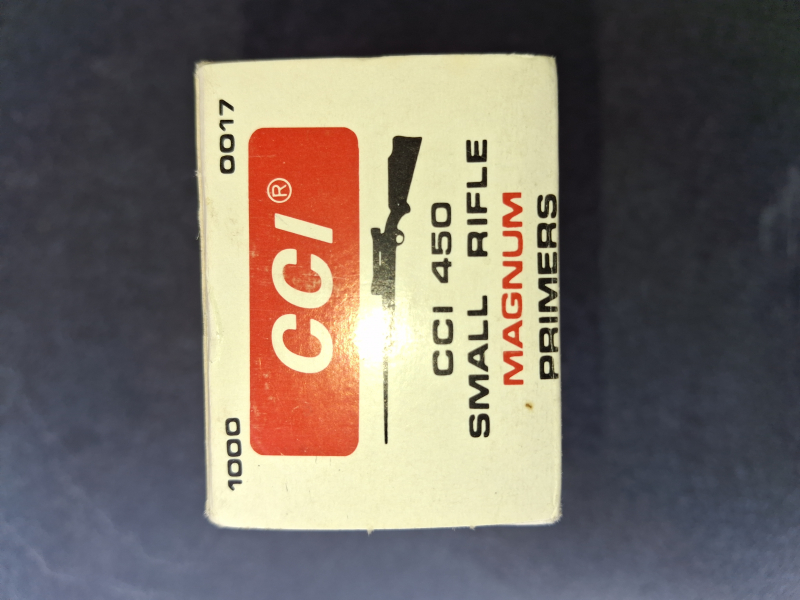 1000 0017
CCI®
CCI 450
SMALL RIFLE
MAGNUM
PRIMERS